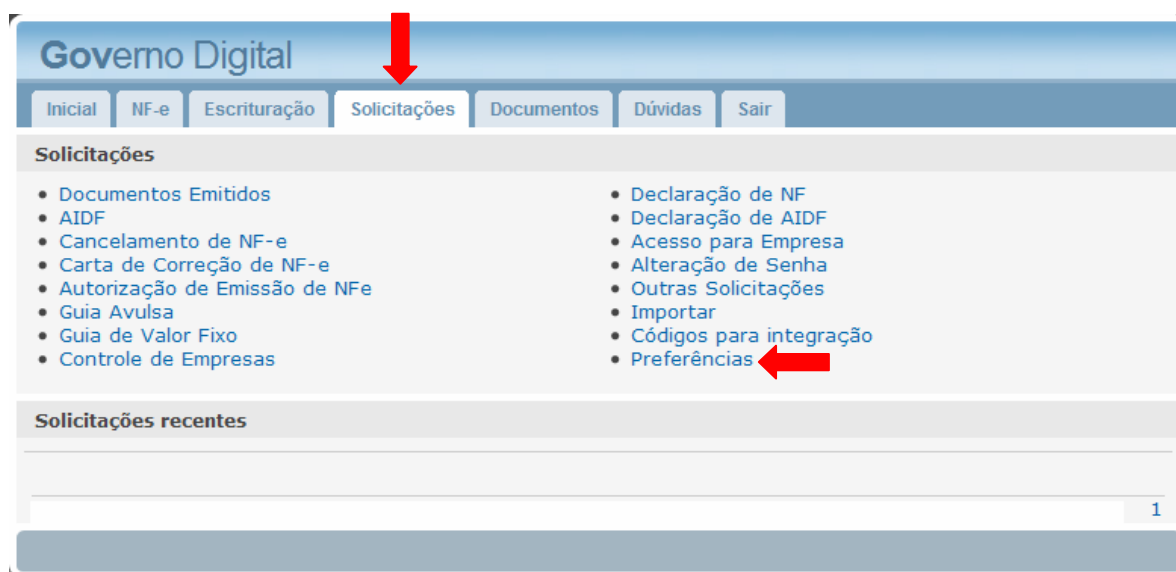 Governo Digital
Inicial NF-e Escrituração Solicitações Documentos Dúvidas Sair
Solicitações
Documentos Emitidos
AIDF
Cancelamento de NF-e
Carta de Correção de NF-e
Autorização de Emissão de NFe
Guia Avulsa
Guia de Valor Fixo
Controle de Empresas
Declaração de NF
Declaração de AIDF
Acesso para Empresa
Alteração de Senha
Outras Solicitações
Importar
Códigos para integração
Preferências
Solicitações recentes
1